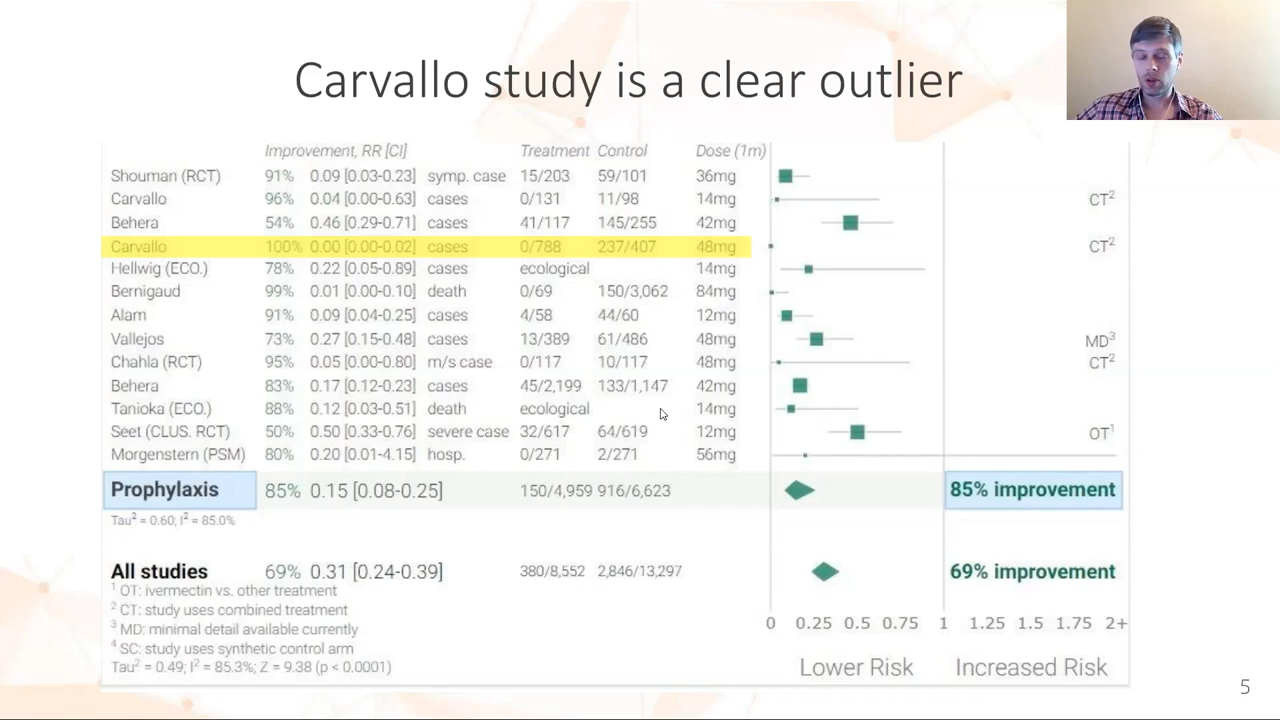 Carvallo study is a clear outlier
Improvement, RR [CI] Treatment Control Dose (1m)
Shouman (RCT) 91% 0.09 [0.03-0.23] symp. case 15/203 59/101 36mg
Carvallo 96% 0.04 [0.00-0.63] cases 0/131 11/98 14mg CT2
Behera 54% 0.46 [0.29-0.71] cases 41/117 145/255 42mg
Carvallo 100% 0.00 [0.00-0.02] cases 0/788 237/407 48mg CT2
Hellwig (ECO.) 78% 0.22 [0.05-0.89] cases ecological 14mg
Bernigaud 99% 0.01 [0.00-0.10] death 0/69 150/3,062 84mg
Alam 91% 0.09 [0.04-0.25] cases 4/58 44/60 12mg
Vallejos 73% 0.27 [0.15-0.48] cases 13/389 61/486 48mg MD3
Chahla (RCT) 95% 0.05 [0.00-0.80] m/s case 0/117 10/117 48mg CT2
Behera 83% 0.17 [0.12-0.23] cases 45/2,199 133/1,147 42mg
Tanioka (ECO.) 88% 0.12 [0.03-0.51] death ecological 14mg
Seet (CLUS. RCT) 50% 0.50 [0.33-0.76] severe case 32/617 64/619 12mg OT1
Morgenstern (PSM) 80% 0.20 [0.01-4.15] hosp. 0/271 2/271 56mg
Prophylaxis 85% 0.15 [0.08-0.25] 150/4,959 916/6,623 85% improvement
Tau2 = 0.60; I2 = 85.0%
All studies 69% 0.31 [0.24-0.39] 380/8,552 2,846/13,297 69% improvement
1 OT: ivermectin vs. other treatment
2 CT: study uses combined treatment
3 MD: minimal detail available currently
4 SC: study uses synthetic control arm
Tau2 = 0.49; I2 = 85.3%; Z = 9.38 (p < 0.0001)
0 0.25 0.5 0.75 1 1.25 1.5 1.75 2+
Lower Risk Increased Risk
5